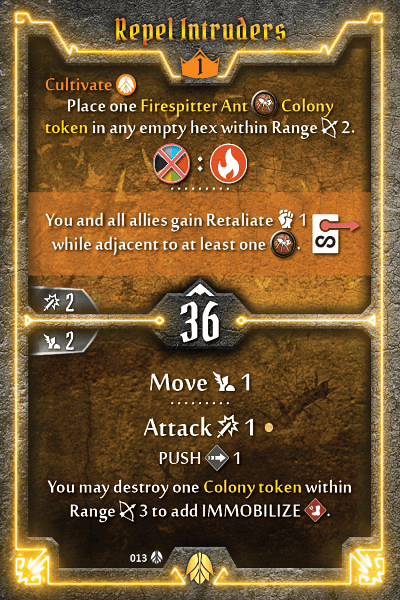 Repel Intruders
1
Cultivate
Place one Firespitter Ant Colony
token in any empty hex within Range 2.
:
You and all allies gain Retaliate 1
while adjacent to at least one .
2
36
2
Move 1
Attack 1
PUSH 1
You may destroy one Colony token within
Range 3 to add IMMOBILIZE .
013